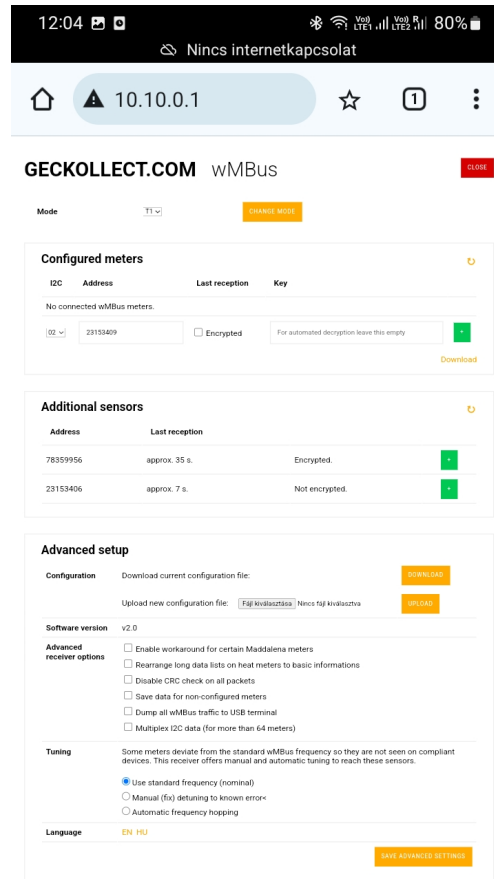 12:04 80%
Nincs internetkapcsolat
10.10.0.1 1
GECKOLLECT.COM wMBus CLOSE
Mode T1 CHANGE MODE
Configured meters
I2C Address Last reception Key
No connected wMBus meters.
02 23153409 Encrypted For automated decryption leave this empty +
Download
Additional sensors
Address Last reception
78359956 approx. 35 s. Encrypted. +
23153406 approx. 7 s. Not encrypted. +
Advanced setup
Configuration Download current configuration file: DOWNLOAD
Upload new configuration file: Fájl kiválasztása Nincs fájl kiválasztva UPLOAD
Software version v2.0
Advanced
receiver options
Enable workaround for certain Maddalena meters
Rearrange long data lists on heat meters to basic informations
Disable CRC check on all packets
Save data for non-configured meters
Dump all wMBus traffic to USB terminal
Multiplex I2C data (for more than 64 meters)
Tuning Some meters deviate from the standard wMBus frequency so they are not seen on compliant
devices. This receiver offers manual and automatic tuning to reach these sensors.
Use standard frequency (nominal)
Manual (fix) detuning to known error<
Automatic frequency hopping
Language EN HU
SAVE ADVANCED SETTINGS